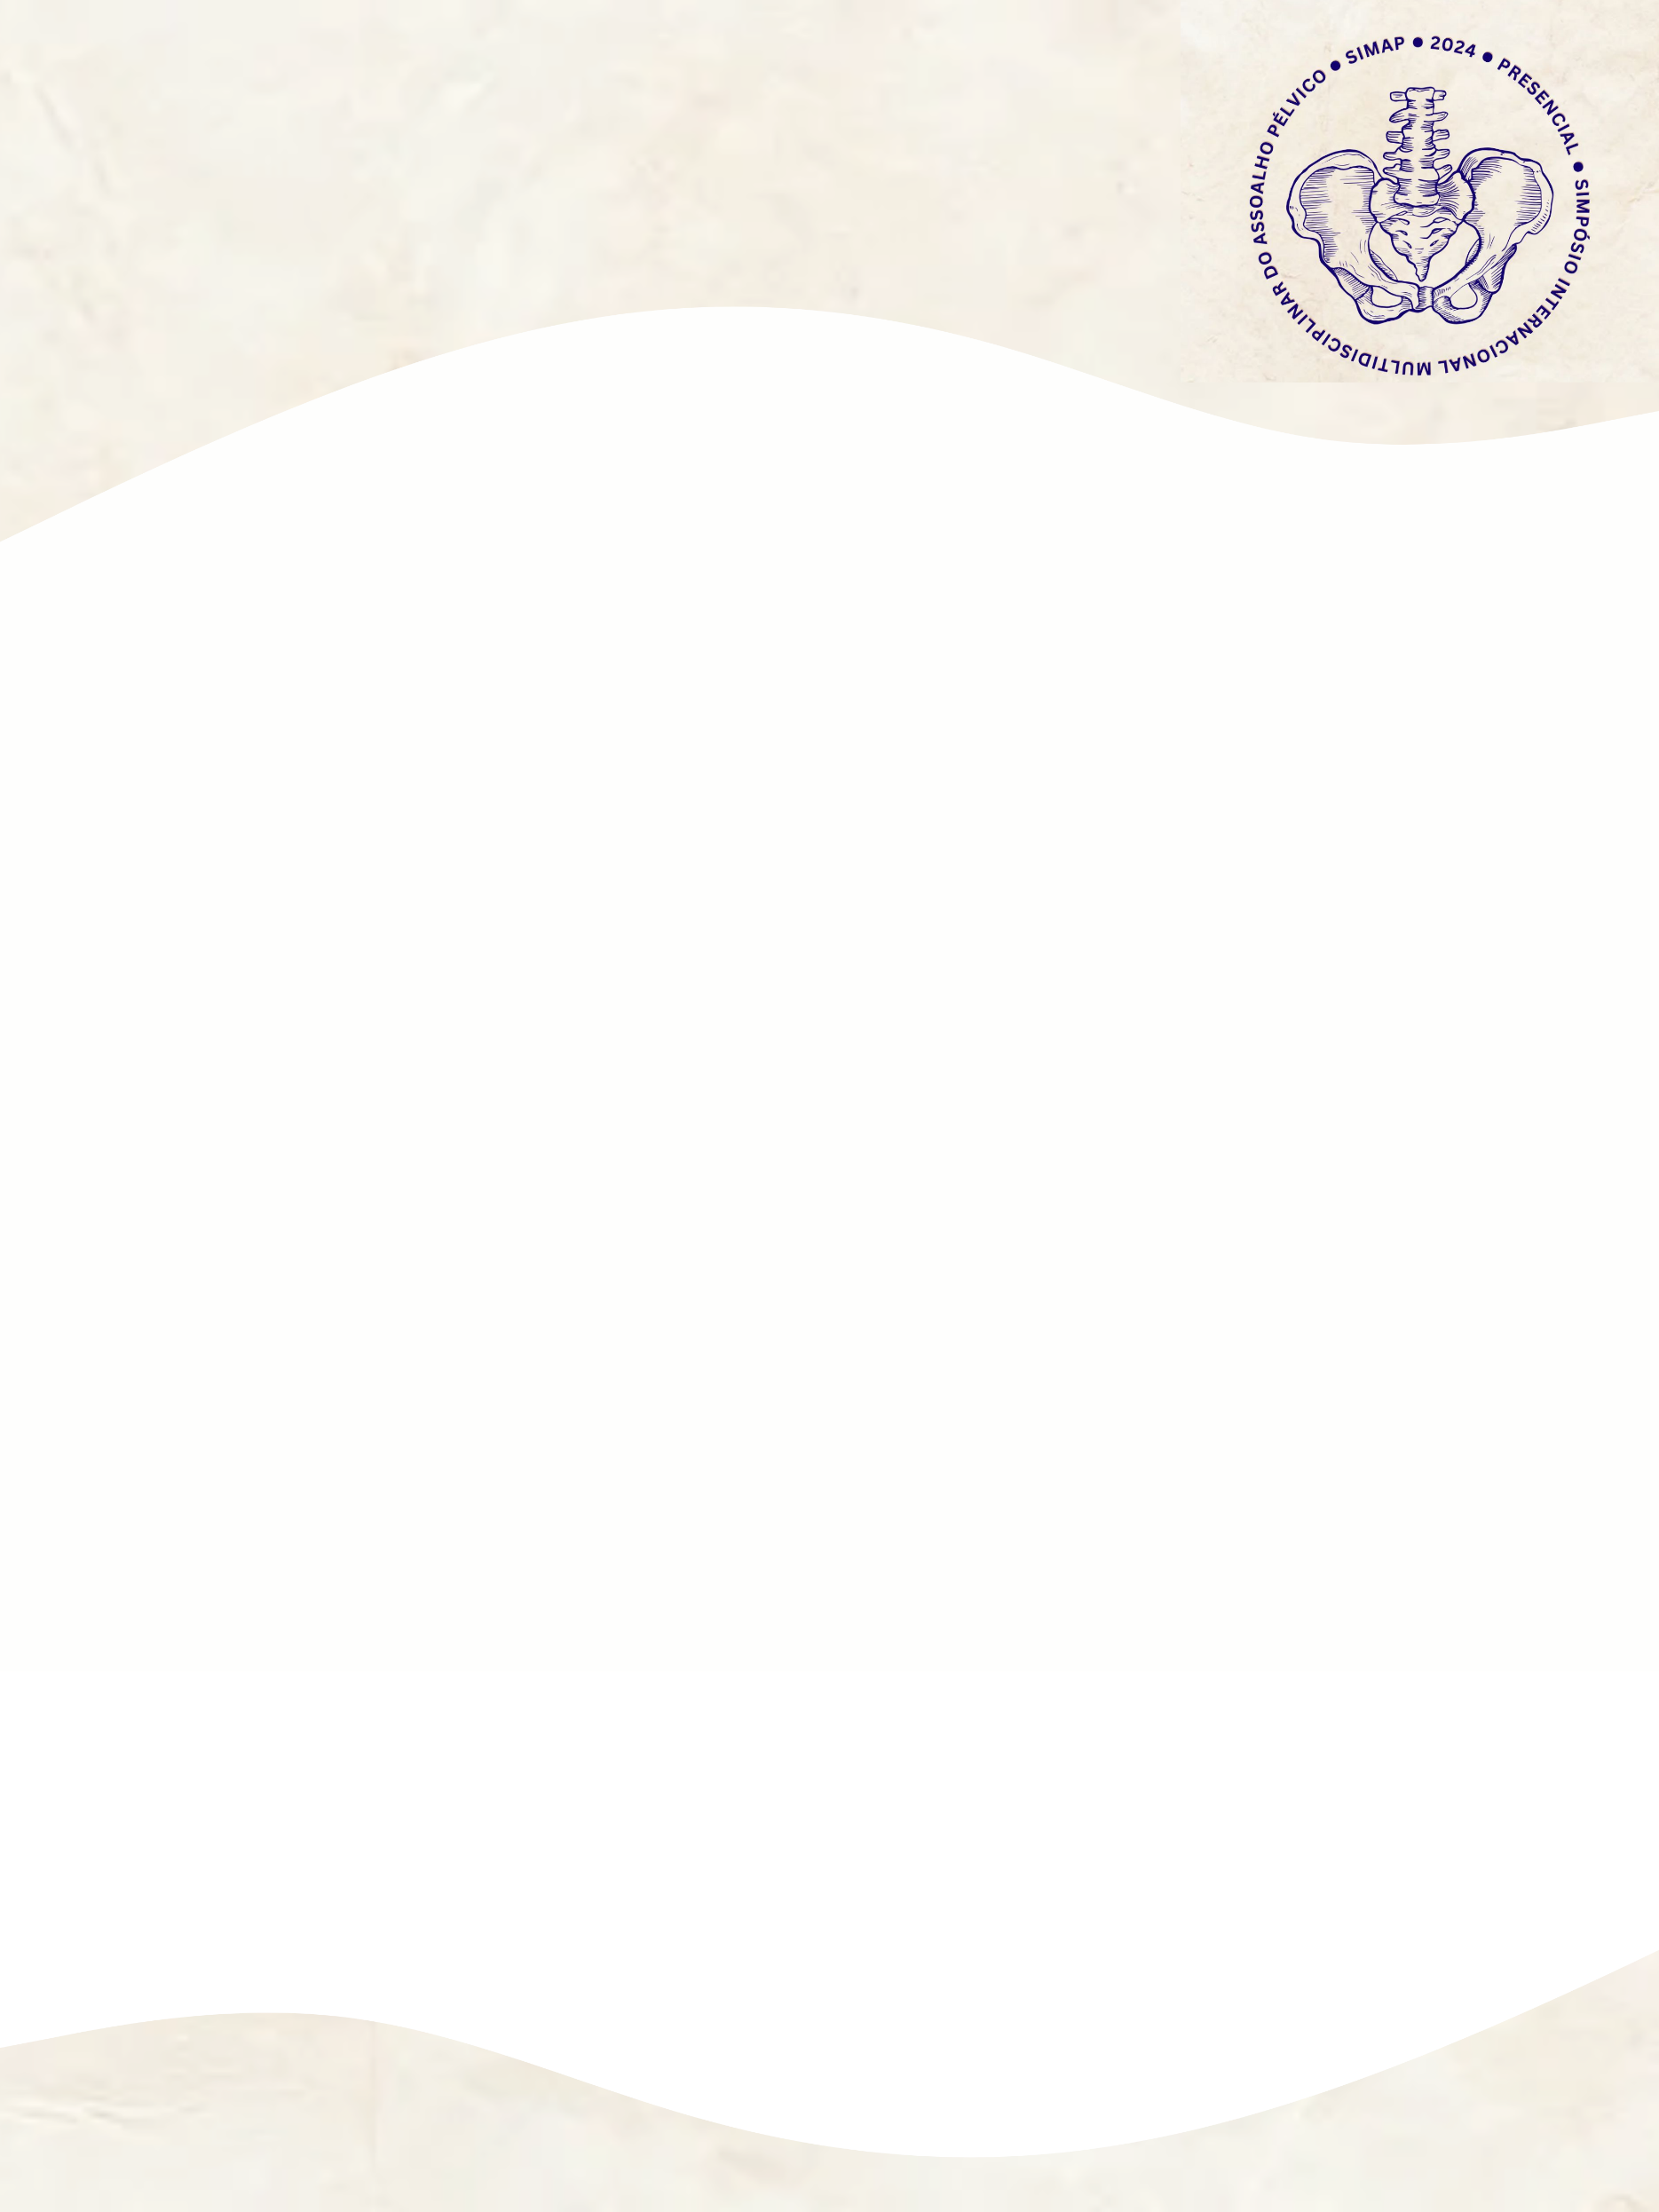 SIMAP • 2024 • PRESENCIAL • SIMPÓSIO INTERNACIONAL MULTIDISCIPLINAR DO ASSOALHO PÉLVICO •